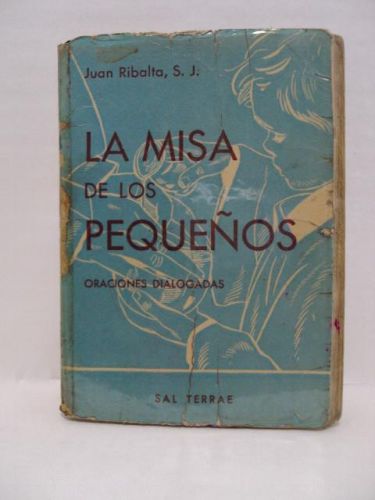 Juan Ribalta, S. J.
LA MISA
DE LOS
PEQUEÑOS
ORACIONES DIALOGADAS
SAL TERRAE